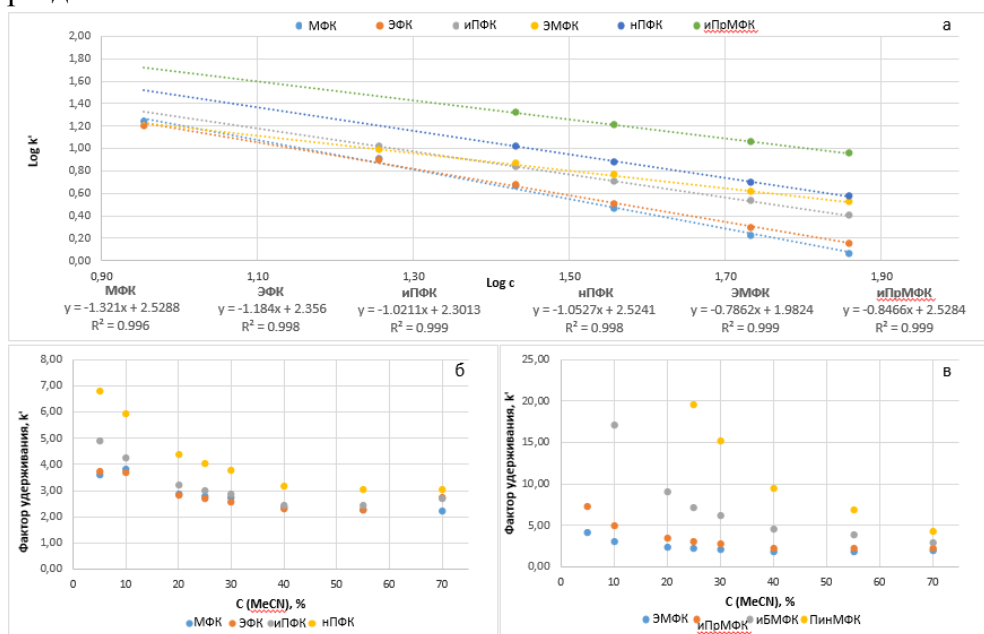 МФК ЭФК иПФК ЭМФК нПФК иПрМФК
а
2,00
1,80
1,60
1,40
1,20
1,00
0,80
0,60
0,40
0,20
0,00
Log k'
0,90 1,10 1,30 1,50 1,70 1,90
Log c
МФК ЭФК иПФК нПФК ЭМФК иПрМФК
y = -1.321x + 2.5288 y = -1.184x + 2.356 y = -1.0211x + 2.3013 y = -1.0527x + 2.5241 y = -0.7862x + 1.9824 y = -0.8466x + 2.5284
R² = 0.996 R² = 0.998 R² = 0.999 R² = 0.998 R² = 0.999 R² = 0.999
б
8,00
7,00
6,00
5,00
4,00
3,00
2,00
1,00
0,00
Фактор удерживания, k'
0 10 20 30 40 50 60 70
C (MeCN), %
МФК ЭФК иПФК нПФК
в
25,00
20,00
15,00
10,00
5,00
0,00
Фактор удерживания, k'
0 10 20 30 40 50 60 70
C (MeCN), %
ЭМФК иПрМФК иБМФК ПинМФК